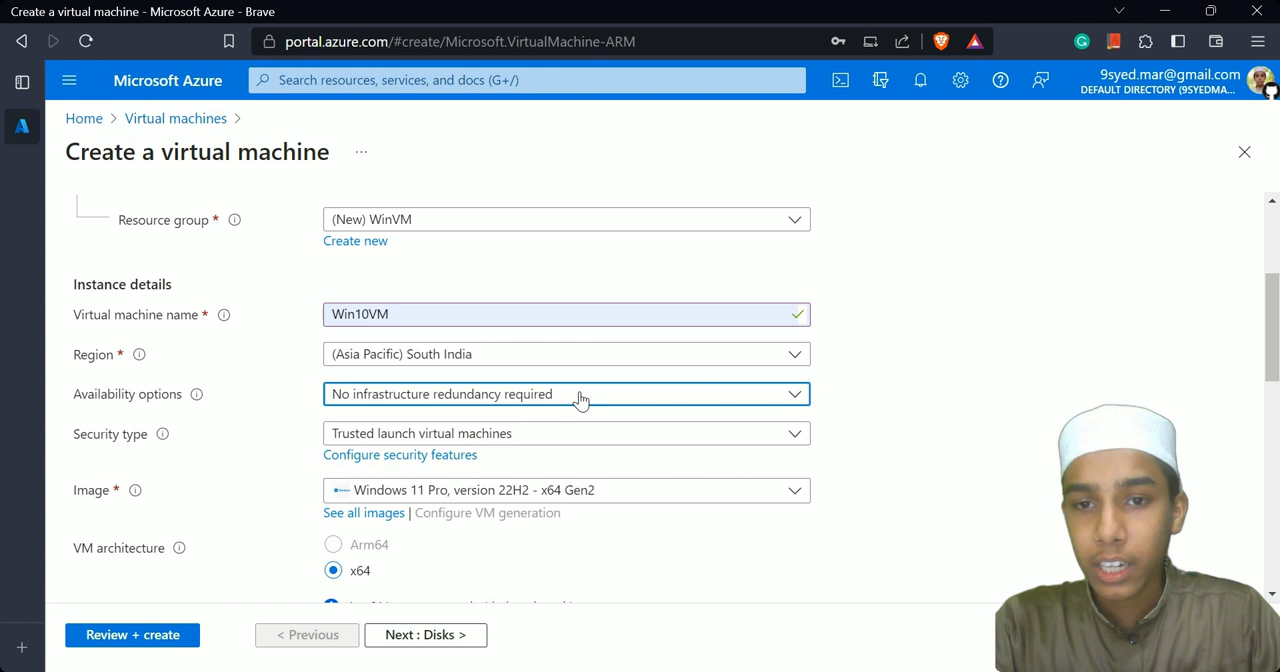 Create a virtual machine - Microsoft Azure - Brave
portal.azure.com/#create/Microsoft.VirtualMachine-ARM
Microsoft Azure
Search resources, services, and docs (G+/)
9syed.mar@gmail.com
DEFAULT DIRECTORY (9SYEDMA...
Home > Virtual machines >
Create a virtual machine ...
Resource group *
(New) WinVM
Create new
Instance details
Virtual machine name *
Win10VM
Region *
(Asia Pacific) South India
Availability options
No infrastructure redundancy required
Security type
Trusted launch virtual machines
Configure security features
Image *
Windows 11 Pro, version 22H2 - x64 Gen2
See all images | Configure VM generation
VM architecture
Arm64
x64
Review + create
< Previous
Next : Disks >